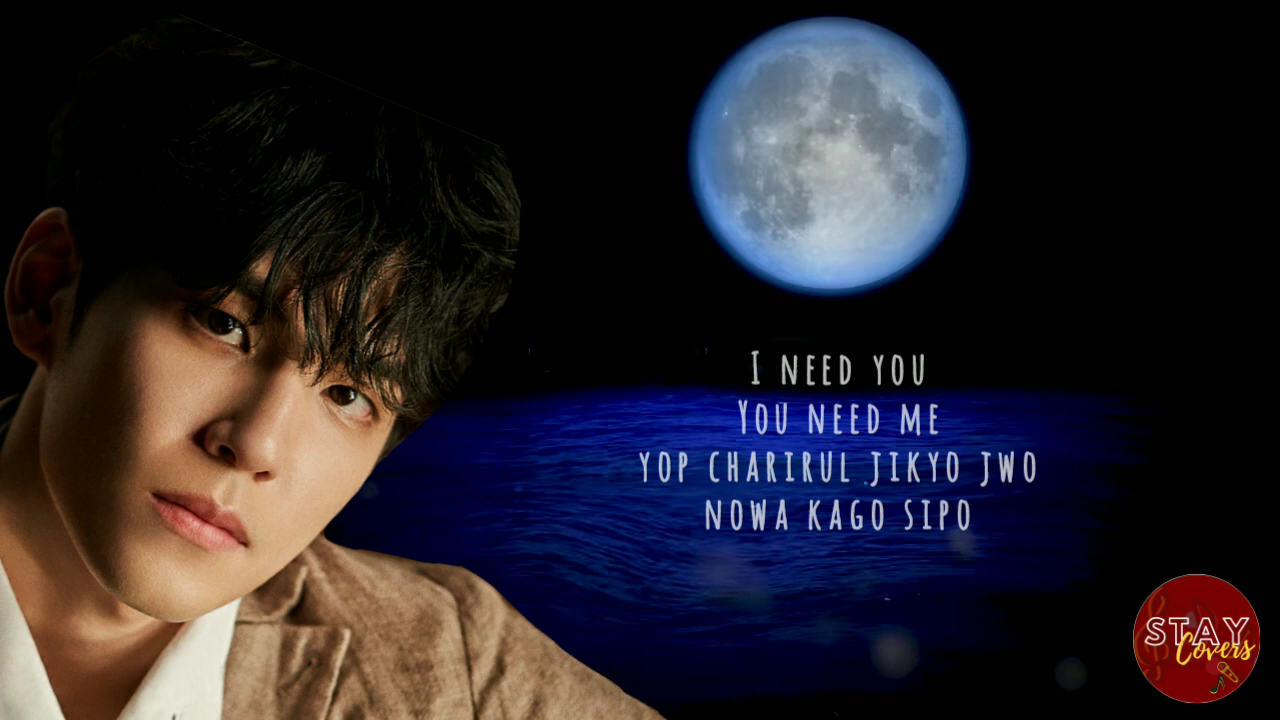 I need you
You need me
yop charirul jikyo jwo
nowa kago sipo
STAY
Covers